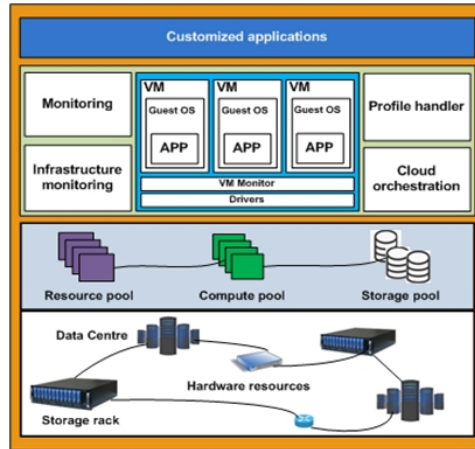 Customized applications
Monitoring
Infrastructure
monitoring
VM
Guest OS
APP
VM
Guest OS
APP
VM
Guest OS
APP
VM Monitor
Drivers
Profile handler
Cloud
orchestration
Resource pool
Compute pool
Storage pool
Data Centre
Hardware resources
Storage rack